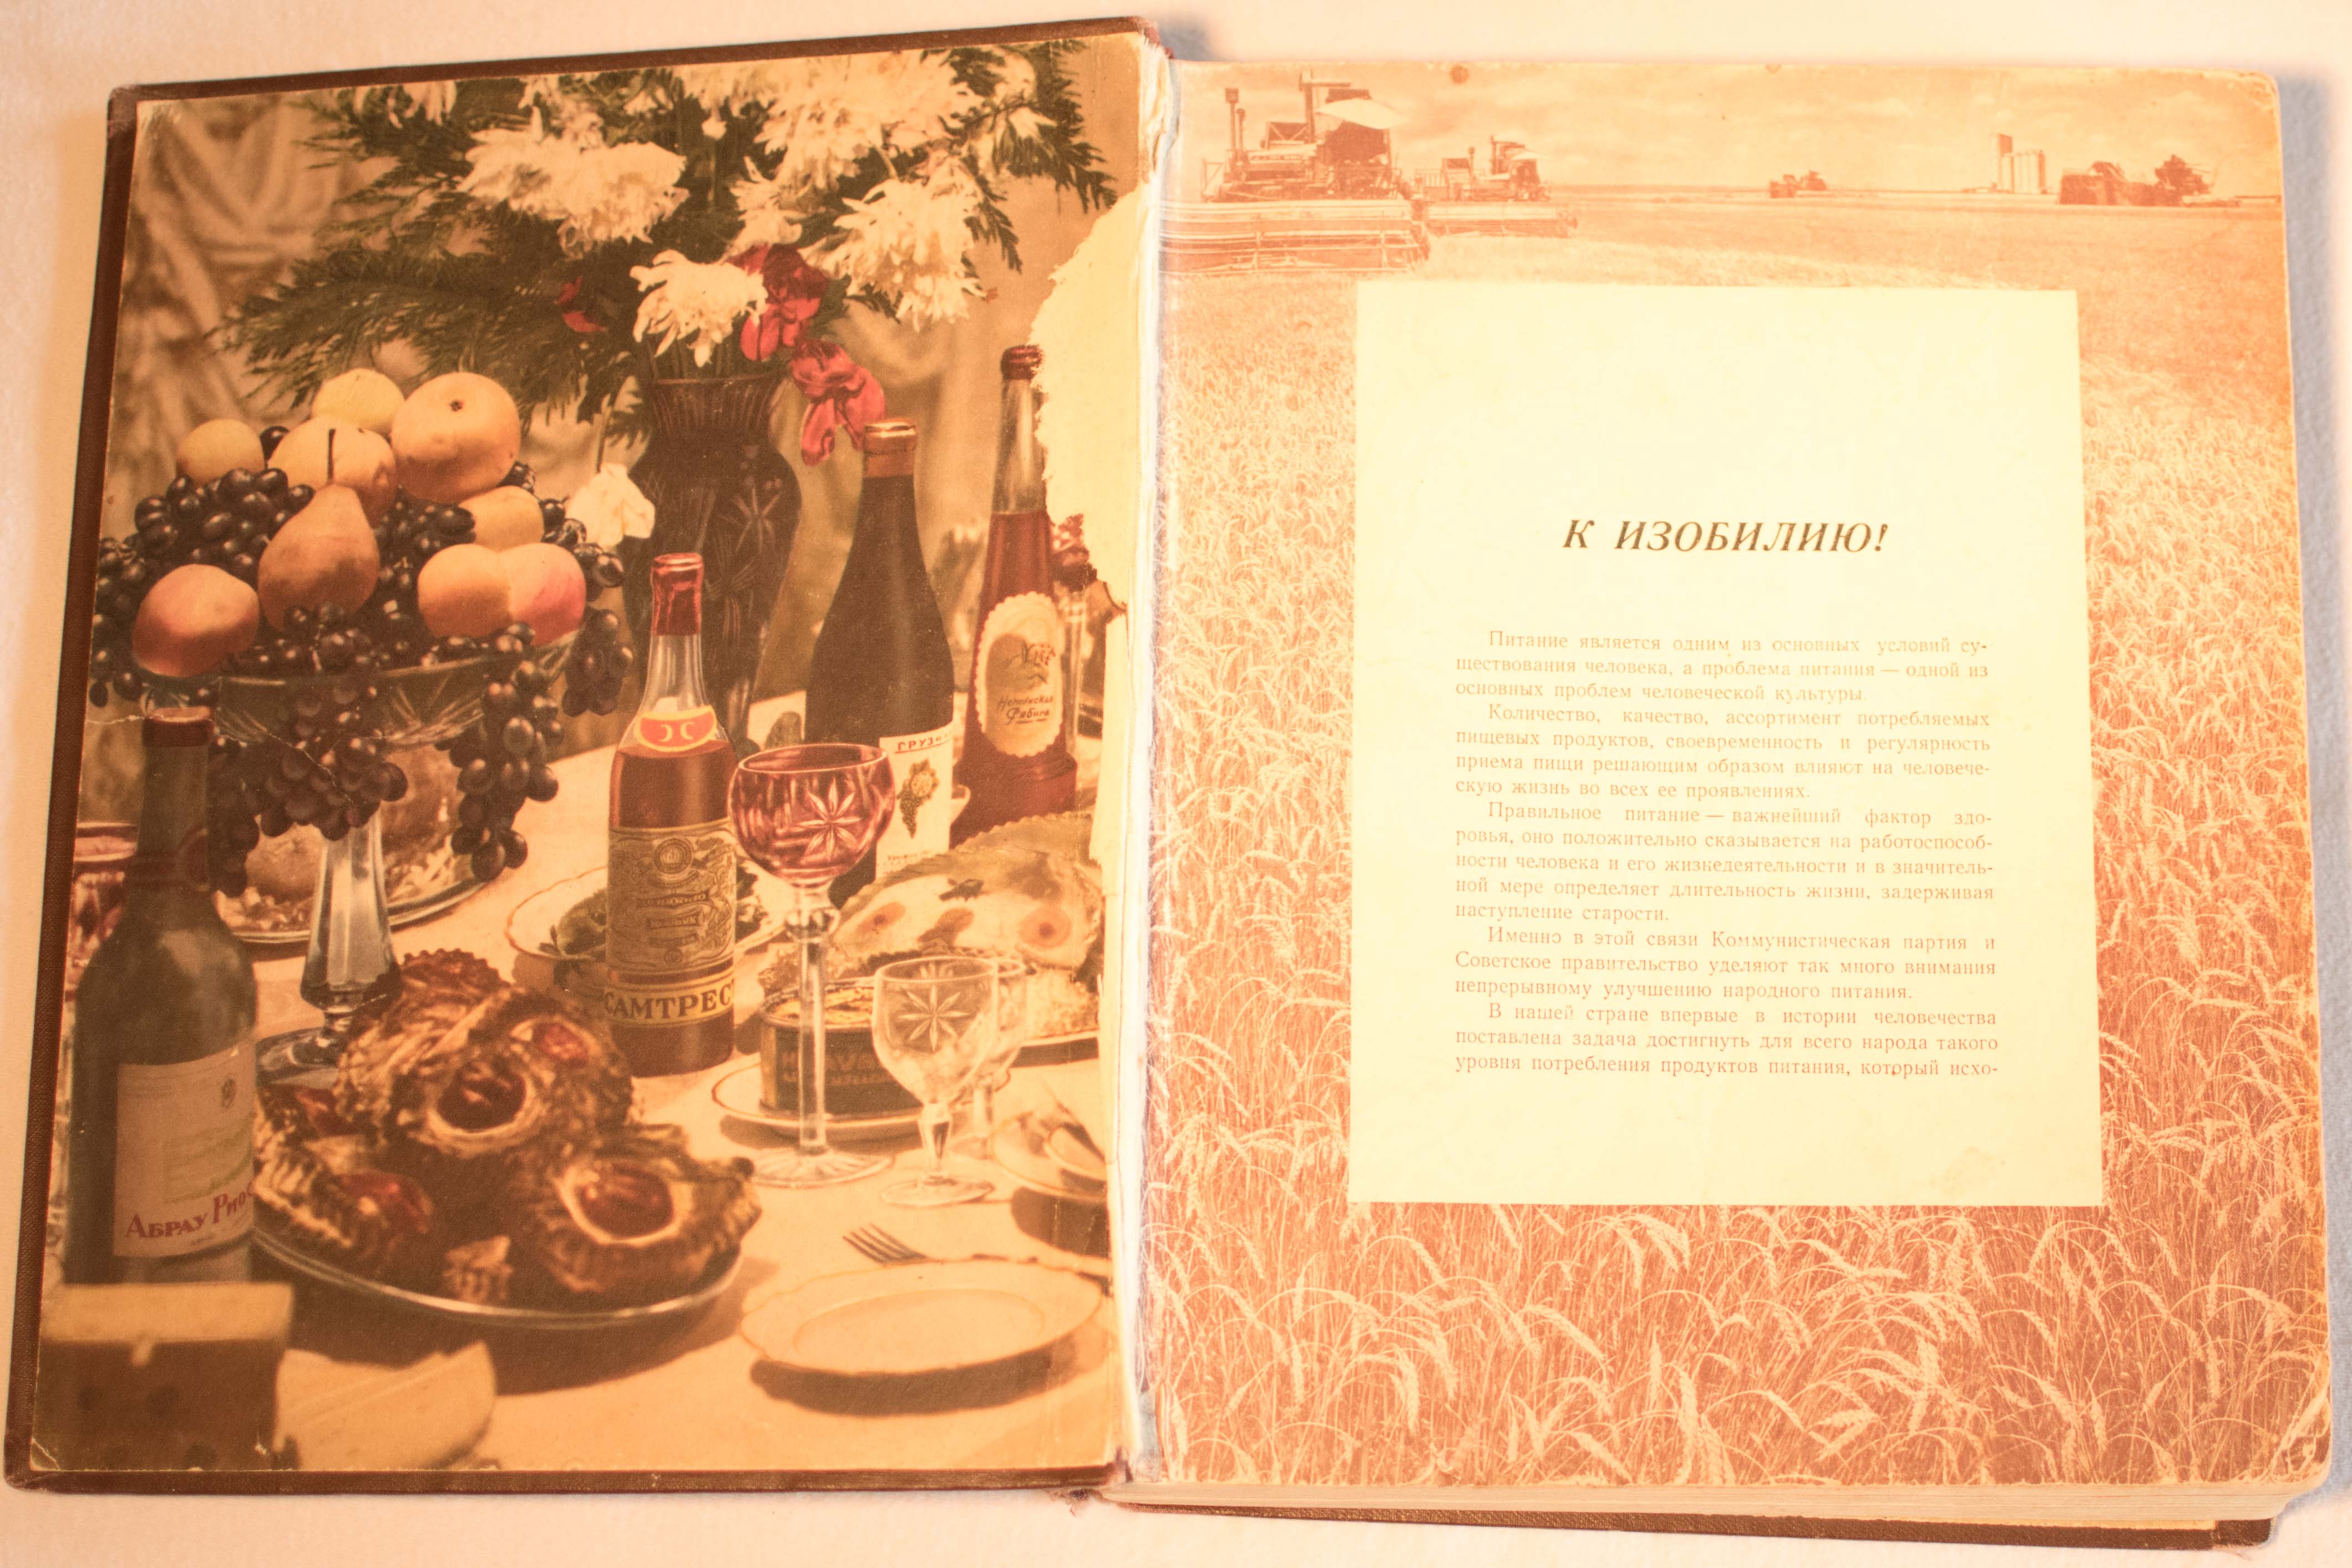 Нежинская
Рябина
ГРУЗИ
САМТРЕСТ
АБРАУ РИС
К ИЗОБИЛИЮ!
Питание является одним из основных условий су-
ществования человека, а проблема питания — одной из
основных проблем человеческой культуры.
Количество, качество, ассортимент потребляемых
пищевых продуктов, своевременность и регулярность
приема пищи решающим образом влияют на человече-
скую жизнь во всех ее проявлениях.
Правильное питание — важнейший фактор здо-
ровья, оно положительно сказывается на работоспособ-
ности человека и его жизнедеятельности и в значитель-
ной мере определяет длительность жизни, задерживая
наступление старости.
Именно в этой связи Коммунистическая партия и
Советское правительство уделяют так много внимания
непрерывному улучшению народного питания.
В нашей стране впервые в истории человечества
поставлена задача достигнуть для всего народа такого
уровня потребления продуктов питания, который исхо-